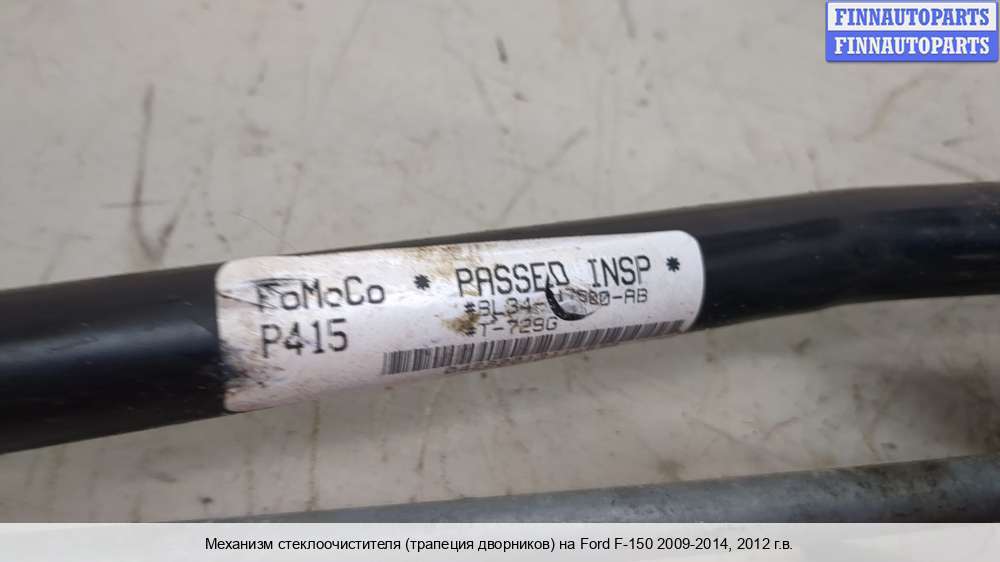 FINNAUTOPARTS
FINNAUTOPARTS
FoMoCo * PASSED INSP *
P415
#T-729G
Механизм стеклоочистителя (трапеция дворников) на Ford F-150 2009-2014, 2012 г.в.